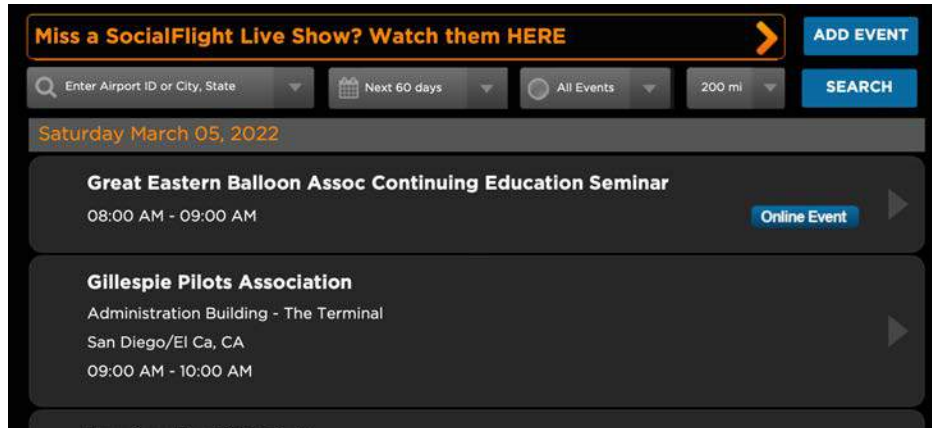 Miss a SocialFlight Live Show? Watch them HERE
ADD EVENT
Enter Airport ID or City, State
Next 60 days
All Events
200 mi
SEARCH
Saturday March 05, 2022
Great Eastern Balloon Assoc Continuing Education Seminar
08:00 AM - 09:00 AM
Online Event
Gillespie Pilots Association
Administration Building - The Terminal
San Diego/El Ca, CA
09:00 AM - 10:00 AM